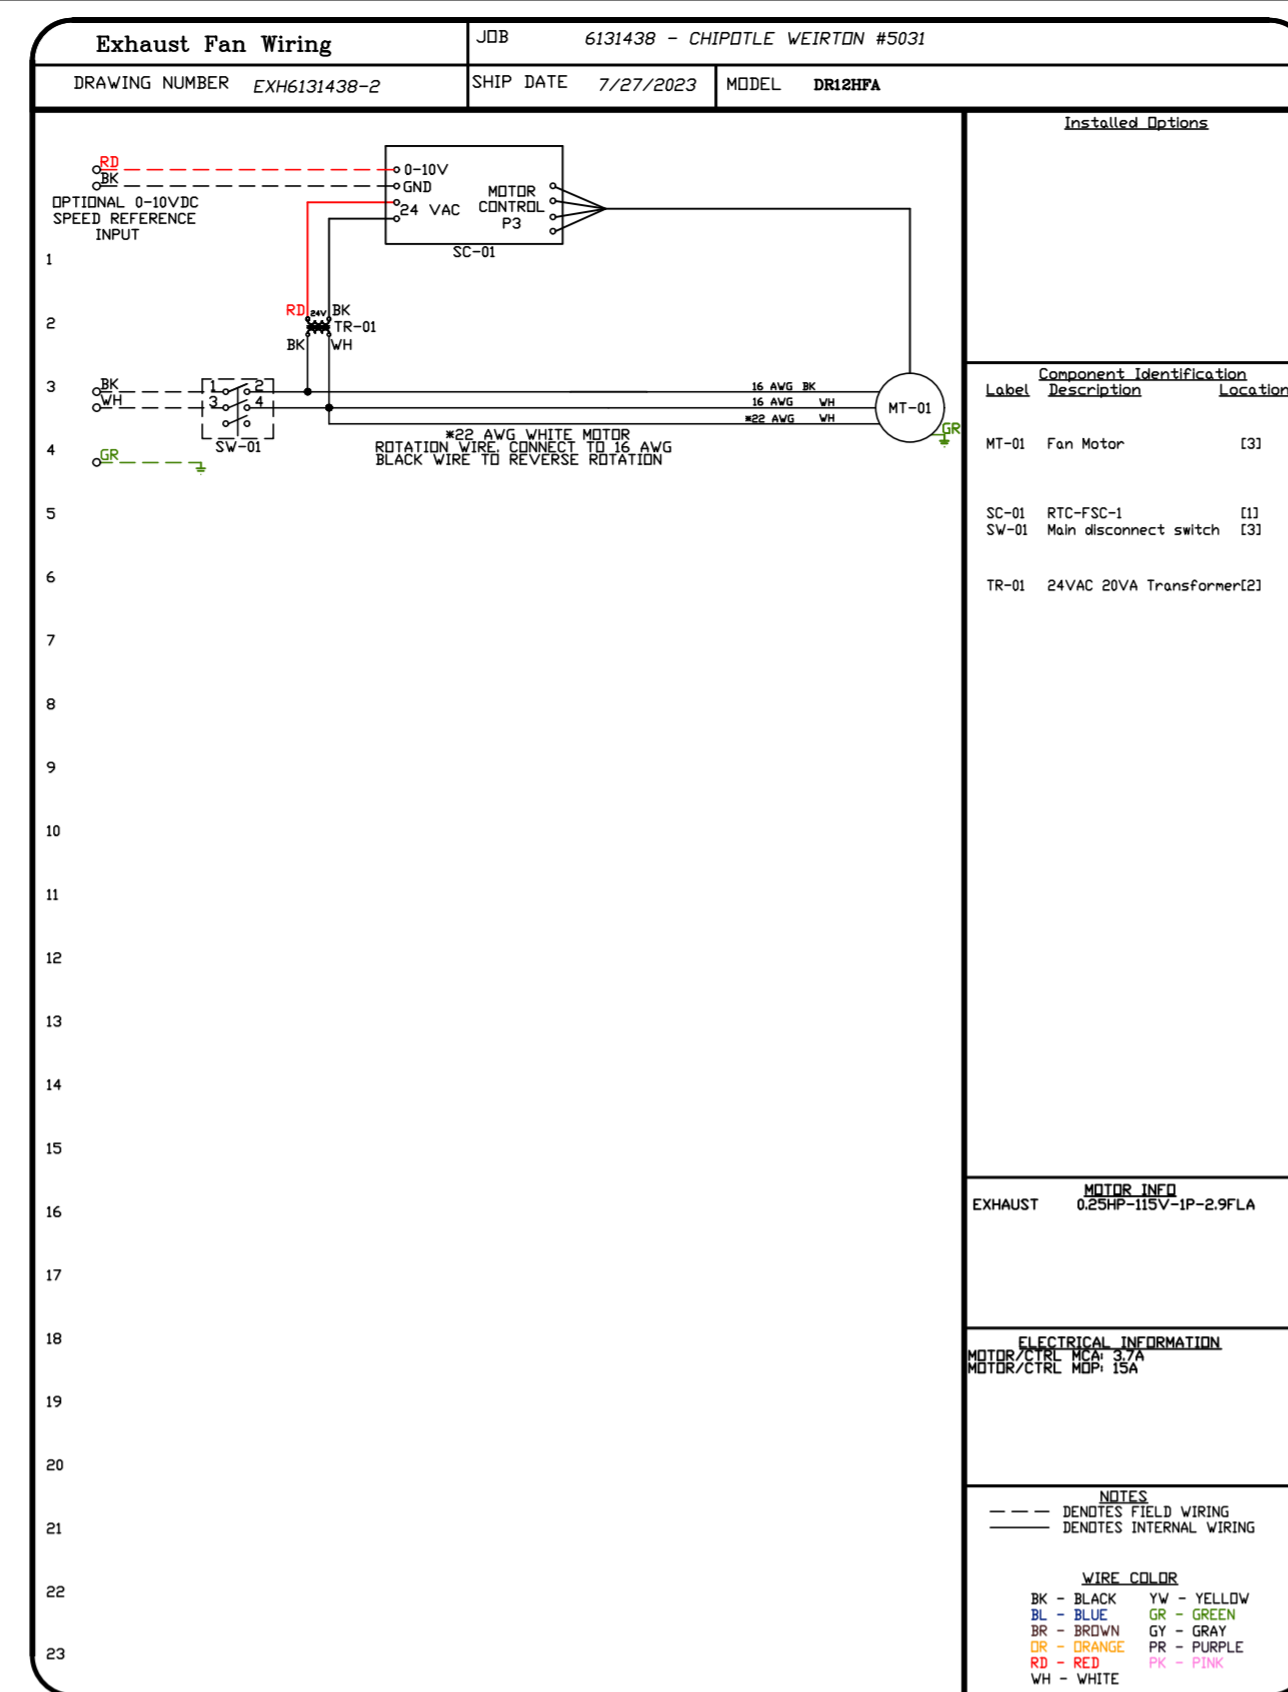 Exhaust Fan Wiring
JOB 6131438 - CHIPOTLE WEIRTON #5031
DRAWING NUMBER EXH6131438-2
SHIP DATE 7/27/2023
MODEL DR12HFA
RD
BK
OPTIONAL 0-10VDC
SPEED REFERENCE
INPUT
0-10V
GND
24 VAC
MOTOR
CONTROL
P3
SC-01
RD 24V BK
TR-01
BK WH
BK
WH
1 2
3 4
SW-01
GR
16 AWG BK
16 AWG WH
*22 AWG WH
MT-01
GR
*22 AWG WHITE MOTOR
ROTATION WIRE. CONNECT TO 16 AWG
BLACK WIRE TO REVERSE ROTATION
1
2
3
4
5
6
7
8
9
10
11
12
13
14
15
16
17
18
19
20
21
22
23
Installed Options
Component Identification
Label Description Location
MT-01 Fan Motor [3]
SC-01 RTC-FSC-1 [1]
SW-01 Main disconnect switch [3]
TR-01 24VAC 20VA Transformer[2]
MOTOR INFO
EXHAUST 0.25HP-115V-1P-2.9FLA
ELECTRICAL INFORMATION
MOTOR/CTRL MCA: 3.7A
MOTOR/CTRL MOP: 15A
NOTES
DENOTES FIELD WIRING
DENOTES INTERNAL WIRING
WIRE COLOR
BK - BLACK YW - YELLOW
BL - BLUE GR - GREEN
BR - BROWN GY - GRAY
OR - ORANGE PR - PURPLE
RD - RED PK - PINK
WH - WHITE